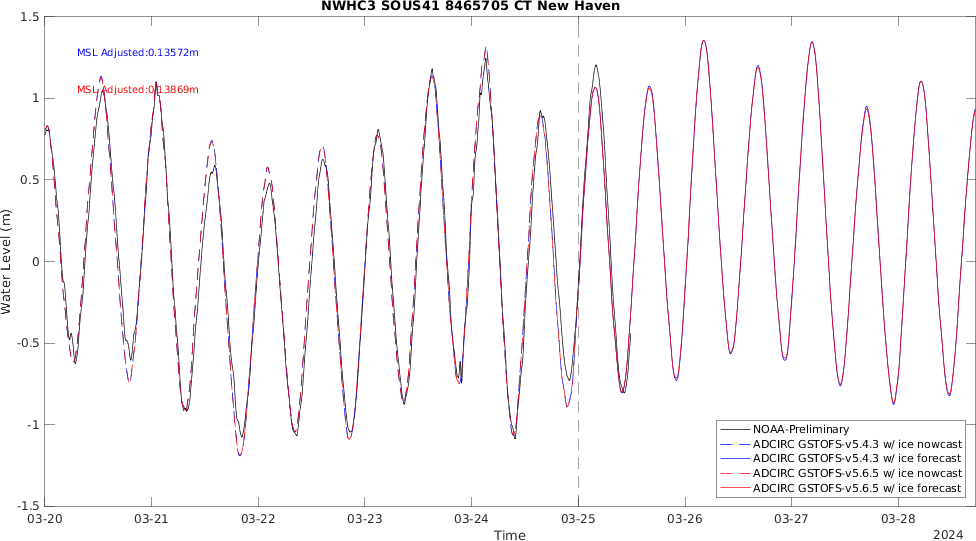 NWHC3 SOUS41 8465705 CT New Haven
1.5
MSL Adjusted:0.13572m
MSL Adjusted:0.13869m
1
0.5
0
-0.5
-1
-1.5
Water Level (m)
NOAA-Preliminary
ADCIRC GSTOFS-v5.4.3 w/ ice nowcast
ADCIRC GSTOFS-v5.4.3 w/ ice forecast
ADCIRC GSTOFS-v5.6.5 w/ ice nowcast
ADCIRC GSTOFS-v5.6.5 w/ ice forecast
03-20 03-21 03-22 03-23 03-24 03-25 03-26 03-27 03-28
Time
2024